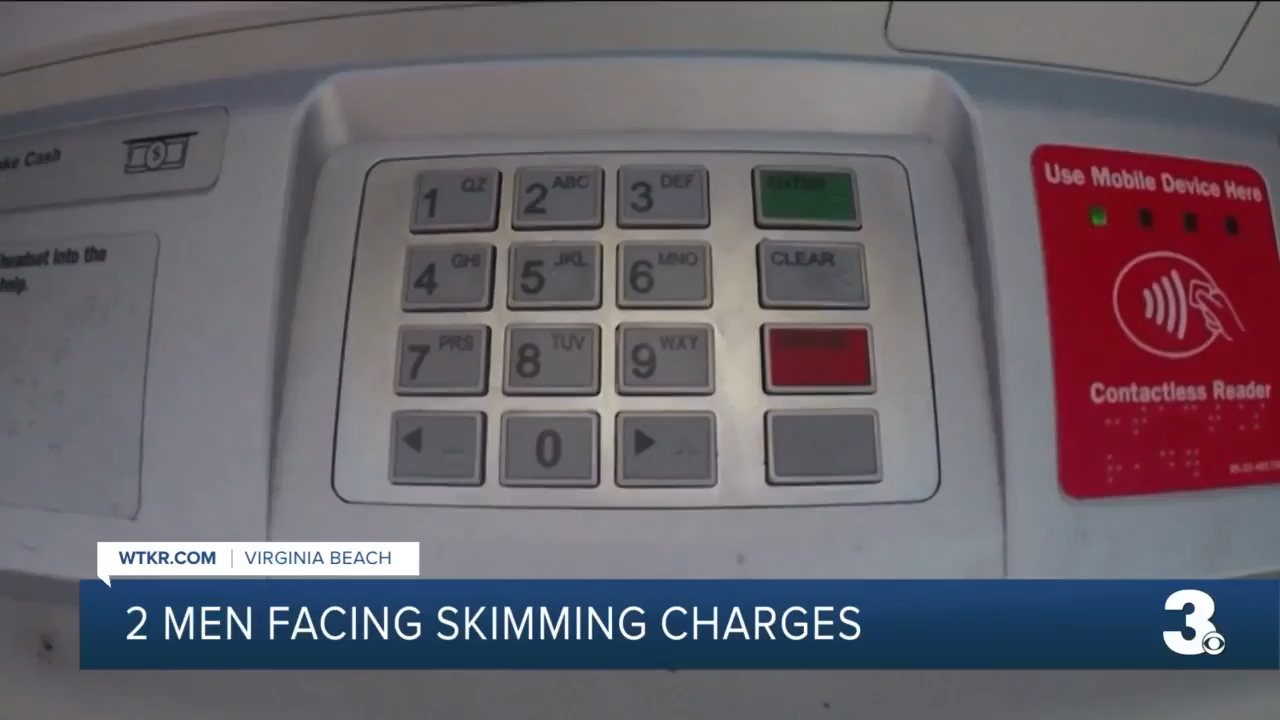 ke Cash
$
headset into the
help.
1 QZ
2 ABC
3 DEF
4 GHI
5 JKL
6 MNO
CLEAR
7 PRS
8 TUV
9 WXY
0
Use Mobile Device Here
Contactless Reader
WTKR.COM | VIRGINIA BEACH
2 MEN FACING SKIMMING CHARGES
3